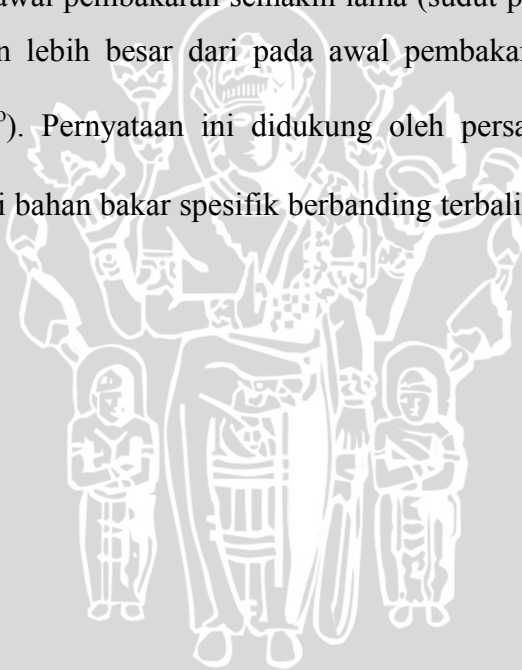 awal pembakaran semakin lama (sudut p
n lebih besar dari pada awal pembaka
°). Pernyataan ini didukung oleh persa
i bahan bakar spesifik berbanding terbali